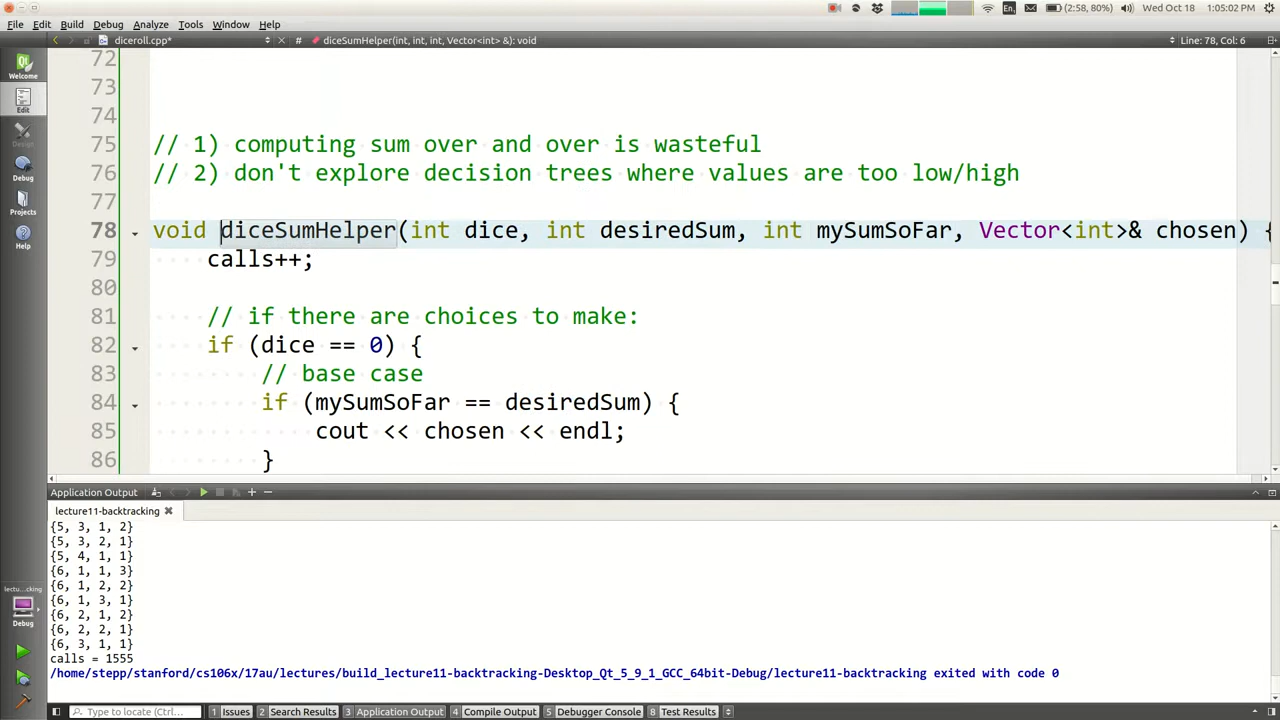 File Edit Build Debug Analyze Tools Window Help
En (2:58, 80%) Wed Oct 18 1:05:02 PM
diceroll.cpp* # diceSumHelper(int, int, int, Vector<int> &): void Line: 78, Col: 6
Qt
Welcome
Edit
Design
Debug
Projects
Help
72
73
74
75 // 1) computing sum over and over is wasteful
76 // 2) don't explore decision trees where values are too low/high
77
78 void diceSumHelper(int dice, int desiredSum, int mySumSoFar, Vector<int>& chosen) {
79 calls++;
80
81 // if there are choices to make:
82 if (dice == 0) {
83 // base case
84 if (mySumSoFar == desiredSum) {
85 cout << chosen << endl;
86 }
Application Output
lecture11-backtracking
{5, 3, 1, 2}
{5, 3, 2, 1}
{5, 4, 1, 1}
{6, 1, 1, 3}
{6, 1, 2, 2}
{6, 1, 3, 1}
{6, 2, 1, 2}
{6, 2, 2, 1}
{6, 3, 1, 1}
calls = 1555
/home/stepp/stanford/cs106x/17au/lectures/build_lecture11-backtracking-Desktop_Qt_5_9_1_GCC_64bit-Debug/lecture11-backtracking exited with code 0
lectu...cking
Debug
Type to locate (Ctrl... 1 Issues 2 Search Results 3 Application Output 4 Compile Output 5 Debugger Console 8 Test Results